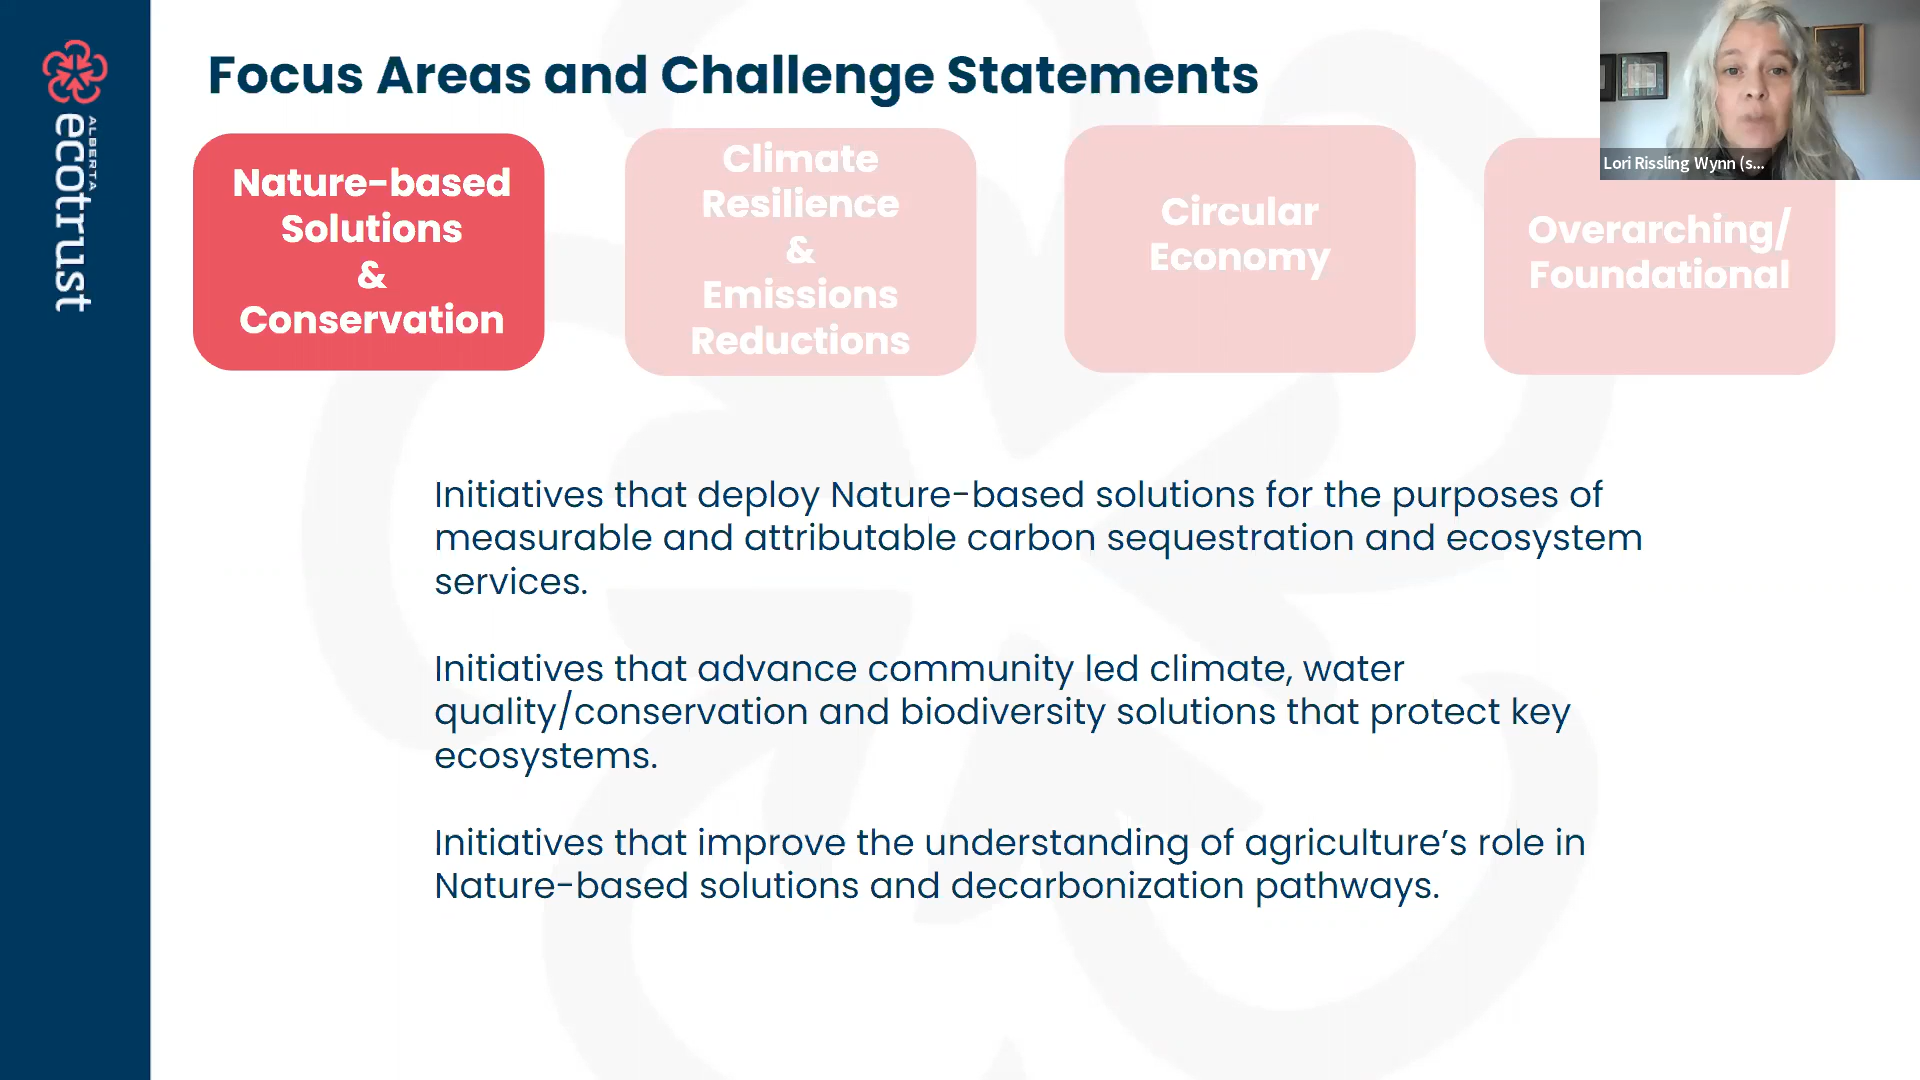 ALBERTA
ecotrust
Focus Areas and Challenge Statements
Nature-based
Solutions
&
Conservation
Climate
Resilience
&
Emissions
Reductions
Circular
Economy
Overarching/
Foundational
Lori Rissling Wynn (s...
Initiatives that deploy Nature-based solutions for the purposes of
measurable and attributable carbon sequestration and ecosystem
services.
Initiatives that advance community led climate, water
quality/conservation and biodiversity solutions that protect key
ecosystems.
Initiatives that improve the understanding of agriculture’s role in
Nature-based solutions and decarbonization pathways.